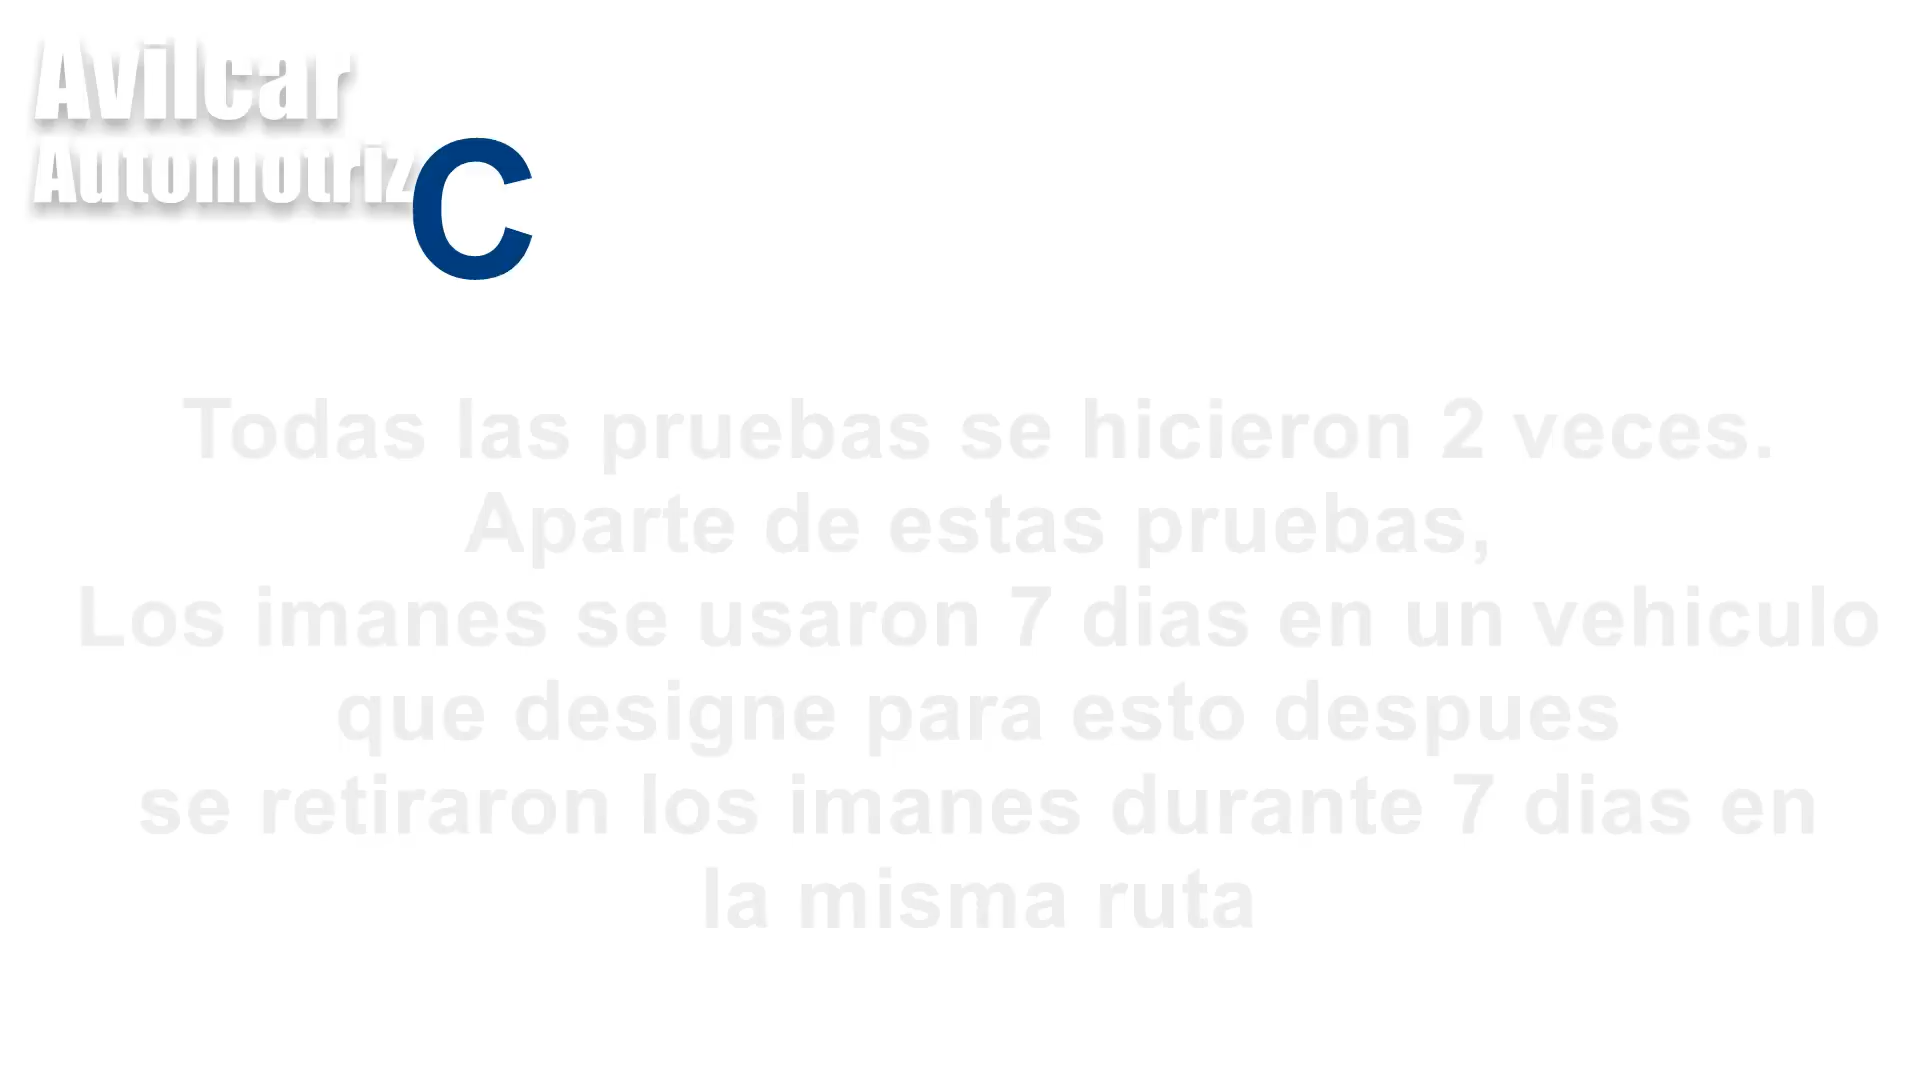 Avilcar
Automotriz
C
Todas las pruebas se hicieron 2 veces.
Aparte de estas pruebas,
Los imanes se usaron 7 dias en un vehiculo
que designe para esto despues
se retiraron los imanes durante 7 dias en
la misma ruta